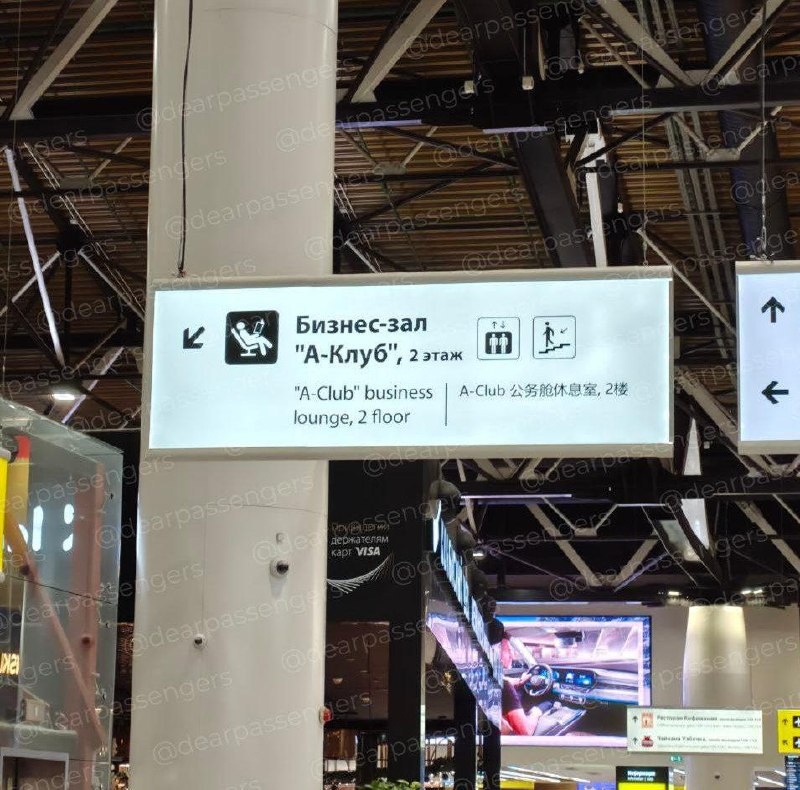 Бизнес-зал
"А-Клуб", 2 этаж
"A-Club" business
lounge, 2 floor
A-Club 公务舱休息室, 2楼
держателям
карт VISA
@dearpassengers